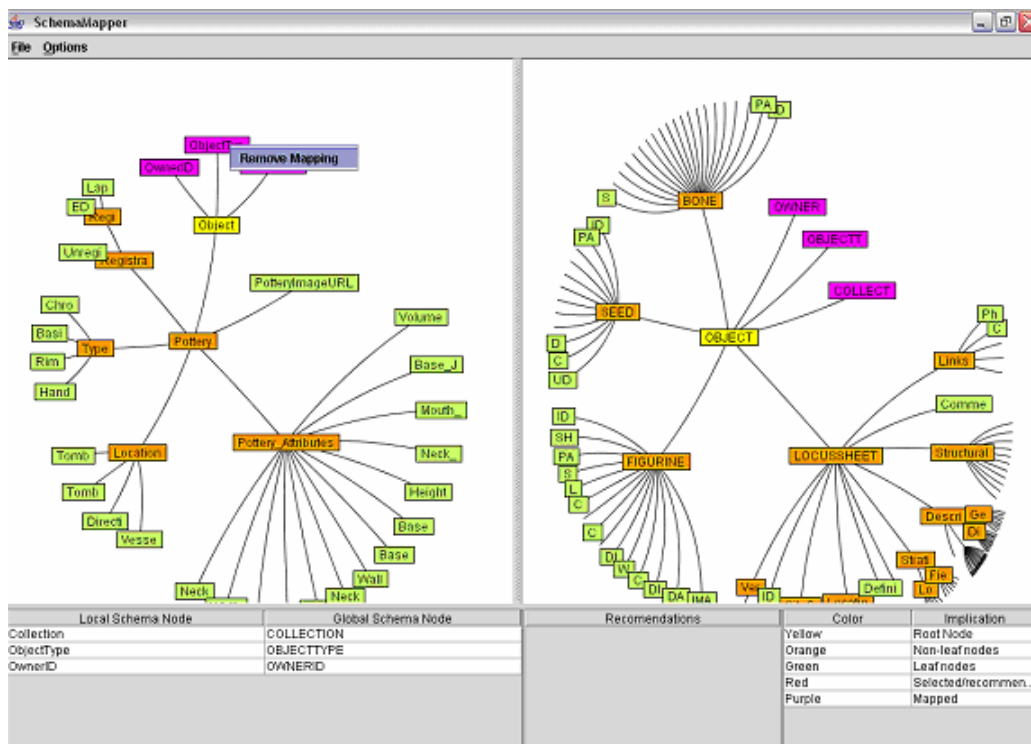 SchemaMapper
File Options
ObjectTy
Remove Mapping
OwnerID
Lap
ED
Regi
Object
Unregi
Registra
PotteryImageURL
Chro
Volume
Basi
Type
Pottery
Rim
Base_J
Hand
Mouth_
Location
Pottery_Attributes
Tomb
Neck_
Tomb
Height
Directi
Base
Vesse
Base
Wall
Neck
Neck
PA
D
S
BONE
OWNER
ID
PA
OBJECTT
COLLECT
SEED
Ph
C
OBJECT
D
C
Links
UD
Comme
ID
SH
PA
FIGURINE
LOCUSSHEET
Structural
S
L
C
Descri
Ge
C
Di
DI
Strati
W
Fie
C
DI
DA
IMA
ID
Defini
Lo
Local Schema Node Global Schema Node
Collection COLLECTION
ObjectType OBJECTTYPE
OwnerID OWNERID
Recomendations
Color Implication
Yellow Root Node
Orange Non-leaf nodes
Green Leaf nodes
Red Selected/recommen...
Purple Mapped